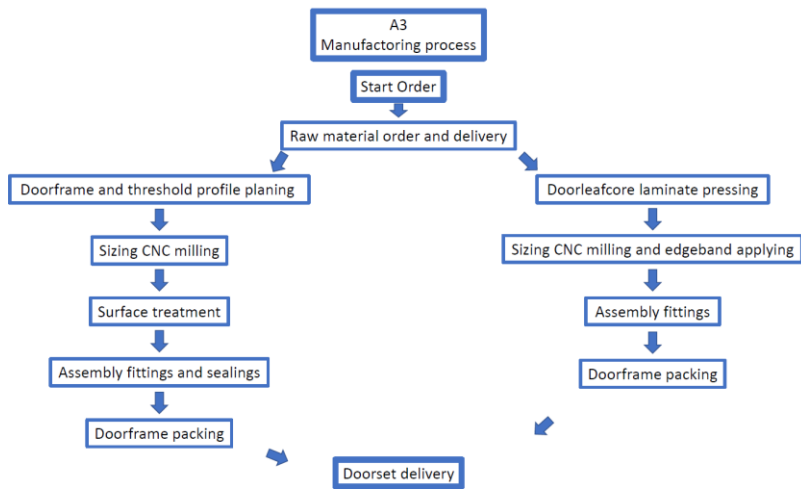 A3
Manufactoring process
Start Order
Raw material order and delivery
Doorframe and threshold profile planing
Doorleafcore laminate pressing
Sizing CNC milling
Sizing CNC milling and edgeband applying
Surface treatment
Assembly fittings
Assembly fittings and sealings
Doorframe packing
Doorframe packing
Doorset delivery